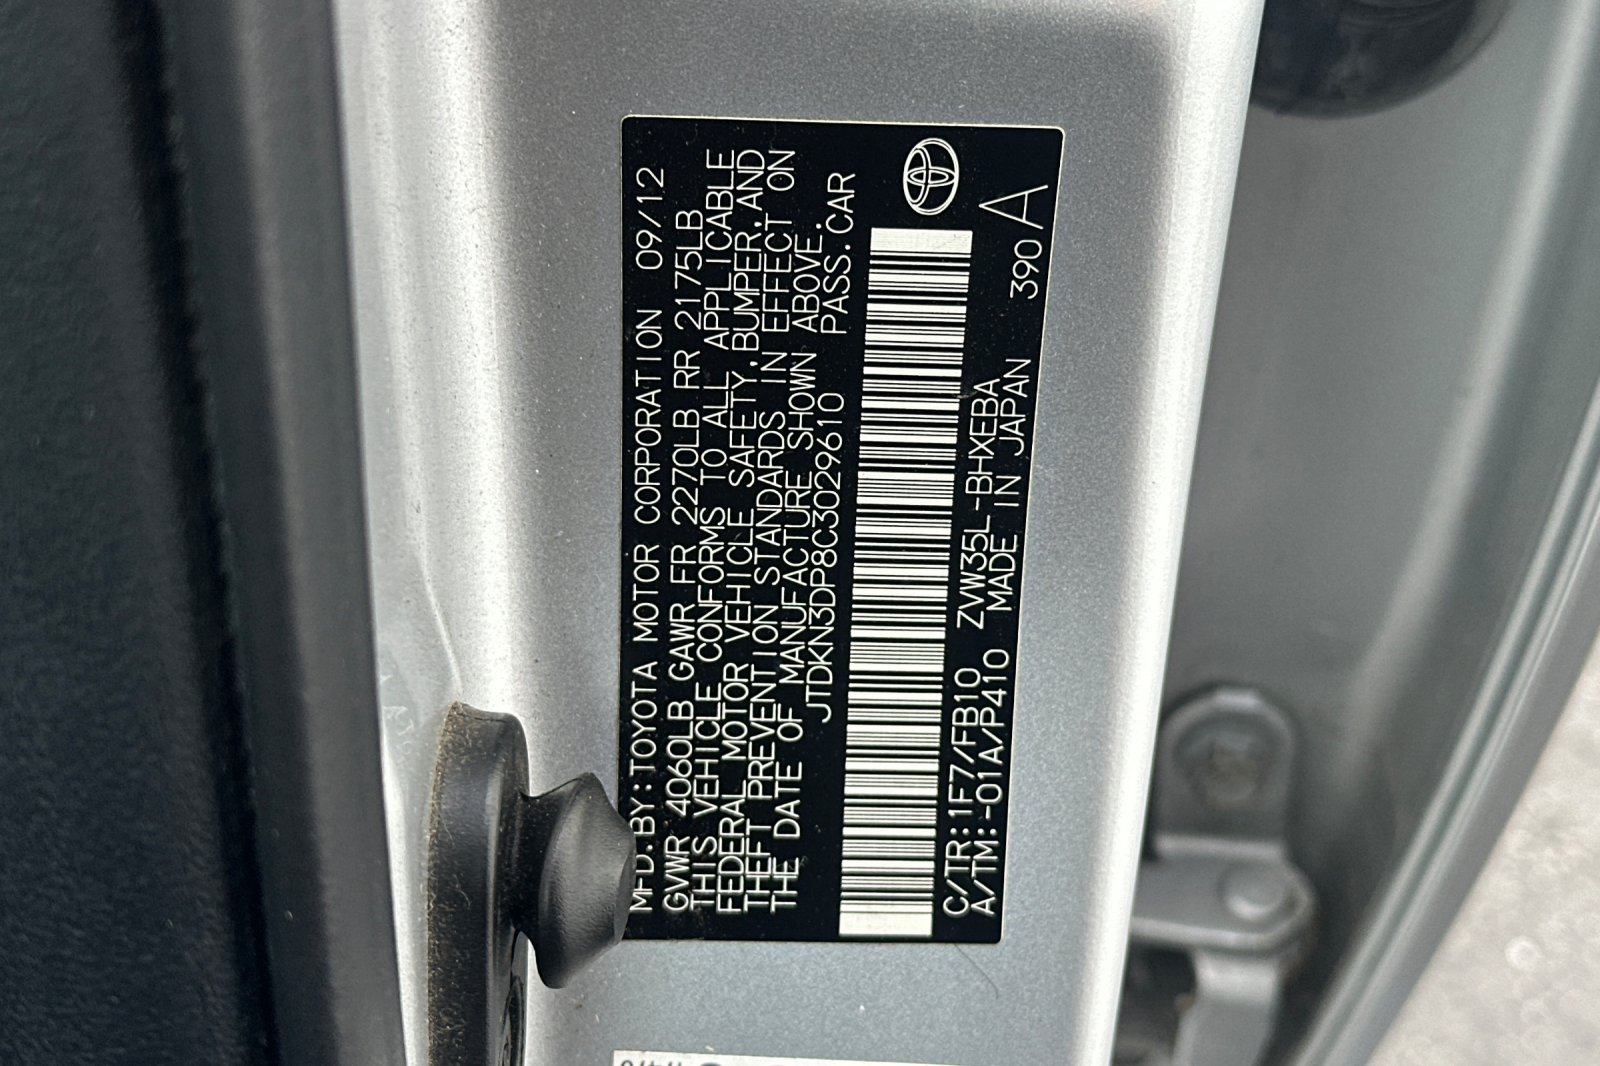 MFD.BY:TOYOTA MOTOR CORPORATION 09/12
GVWR 4060LB GAWR FR 2270LB RR 2175LB
THIS VEHICLE CONFORMS TO ALL APPLICABLE
FEDERAL MOTOR VEHICLE SAFETY,BUMPER,AND
THEFT PREVENTION STANDARDS IN EFFECT ON
THE DATE OF MANUFACTURE SHOWN ABOVE.
JTDKN3DP8C3029610 PASS.CAR
C/TR:1F7/FB10 ZVW35L-BHXEBA
A/TM:-01A/P410 MADE IN JAPAN 390 A